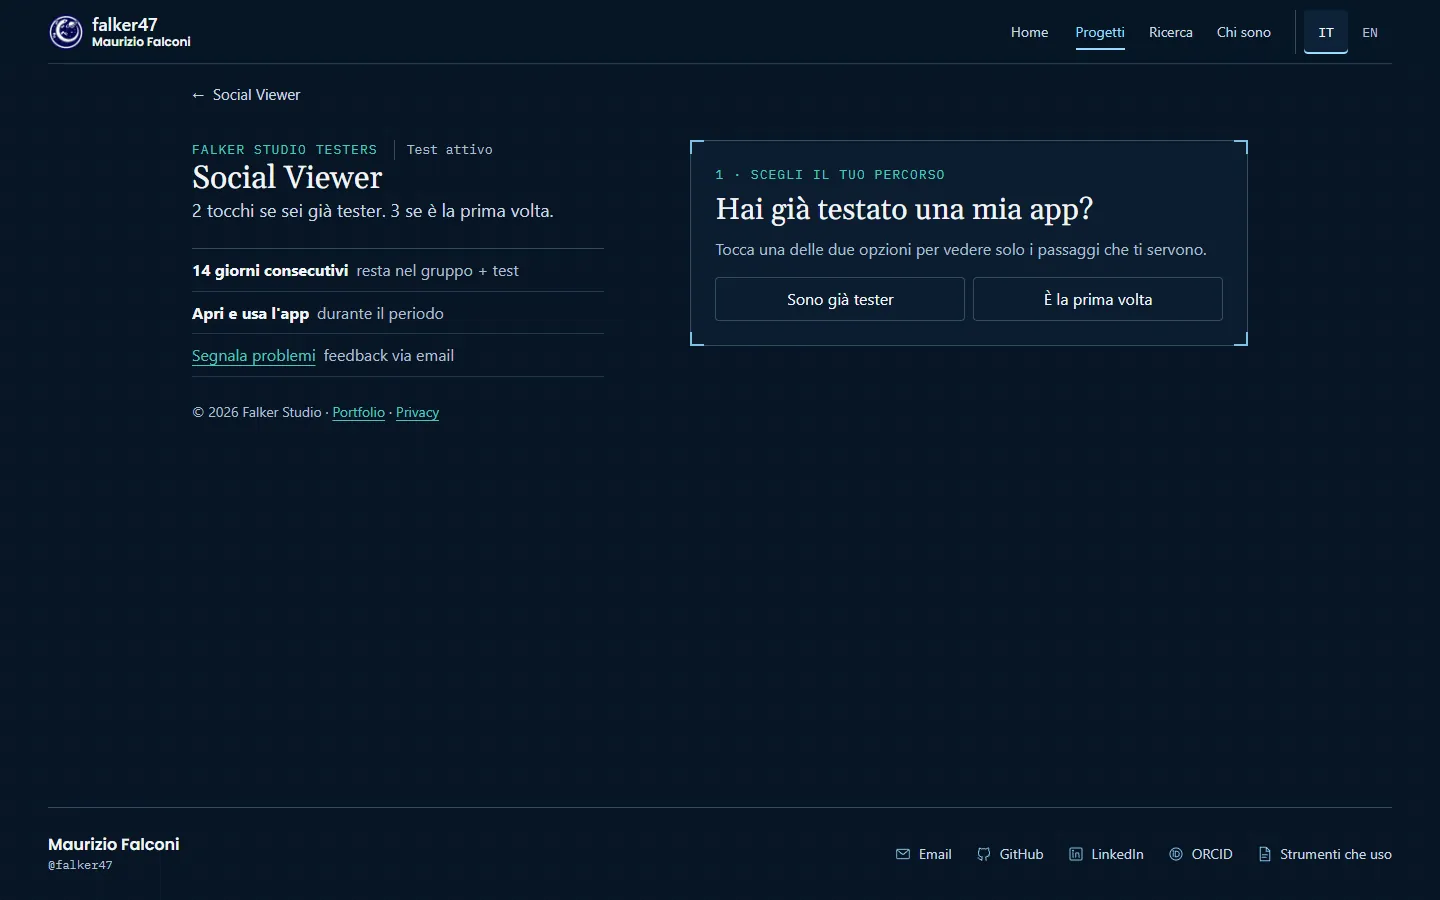 falker47
Maurizio Falconi
Home
Progetti
Ricerca
Chi sono
IT
EN
← Social Viewer
FALKER STUDIO TESTERS
Test attivo
Social Viewer
2 tocchi se sei già tester. 3 se è la prima volta.
14 giorni consecutivi resta nel gruppo + test
Apri e usa l'app durante il periodo
Segnala problemi feedback via email
© 2026 Falker Studio · Portfolio · Privacy
1 · SCEGLI IL TUO PERCORSO
Hai già testato una mia app?
Tocca una delle due opzioni per vedere solo i passaggi che ti servono.
Sono già tester
È la prima volta
Maurizio Falconi
@falker47
Email
GitHub
LinkedIn
ORCID
Strumenti che uso